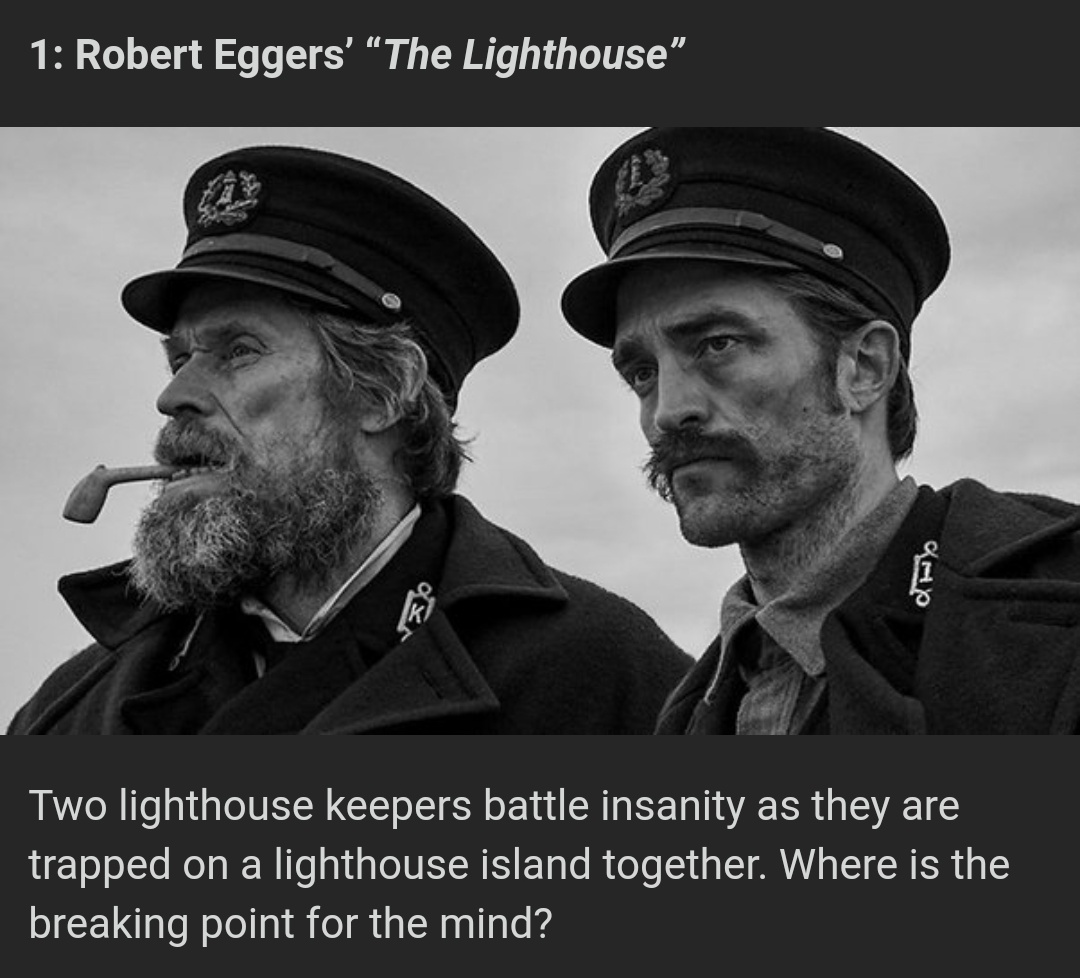 1: Robert Eggers’ “The Lighthouse”
K
1
Two lighthouse keepers battle insanity as they are
trapped on a lighthouse island together. Where is the
breaking point for the mind?